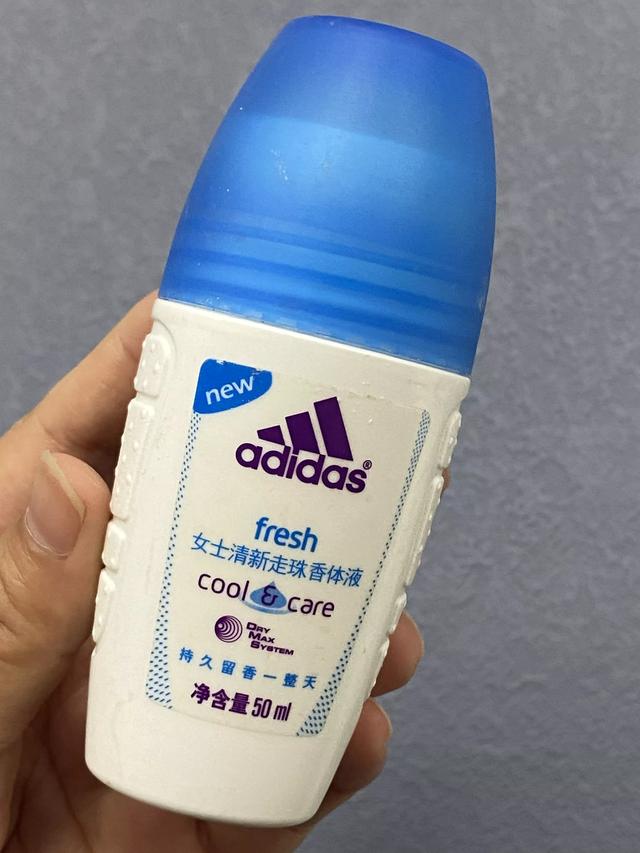 new
adidas®
fresh
女士清新走珠香体液
cool & care
DRY
MAX
SYSTEM
持久留香一整天
净含量 50 ml